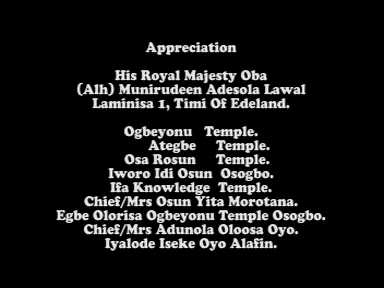 Appreciation
His Royal Majesty Oba
(Alh) Munirudeen Adesola Lawal
Laminisa 1, Timi Of Edeland.
Ogbeyonu Temple.
Ategbe Temple.
Osa Rosun Temple.
Iworo Idi Osun Osogbo.
Ifa Knowledge Temple.
Chief/Mrs Osun Yita Morotana.
Egbe Olorisa Ogbeyonu Temple Osogbo.
Chief/Mrs Adunola Oloosa Oyo.
Iyalode Iseke Oyo Alafin.